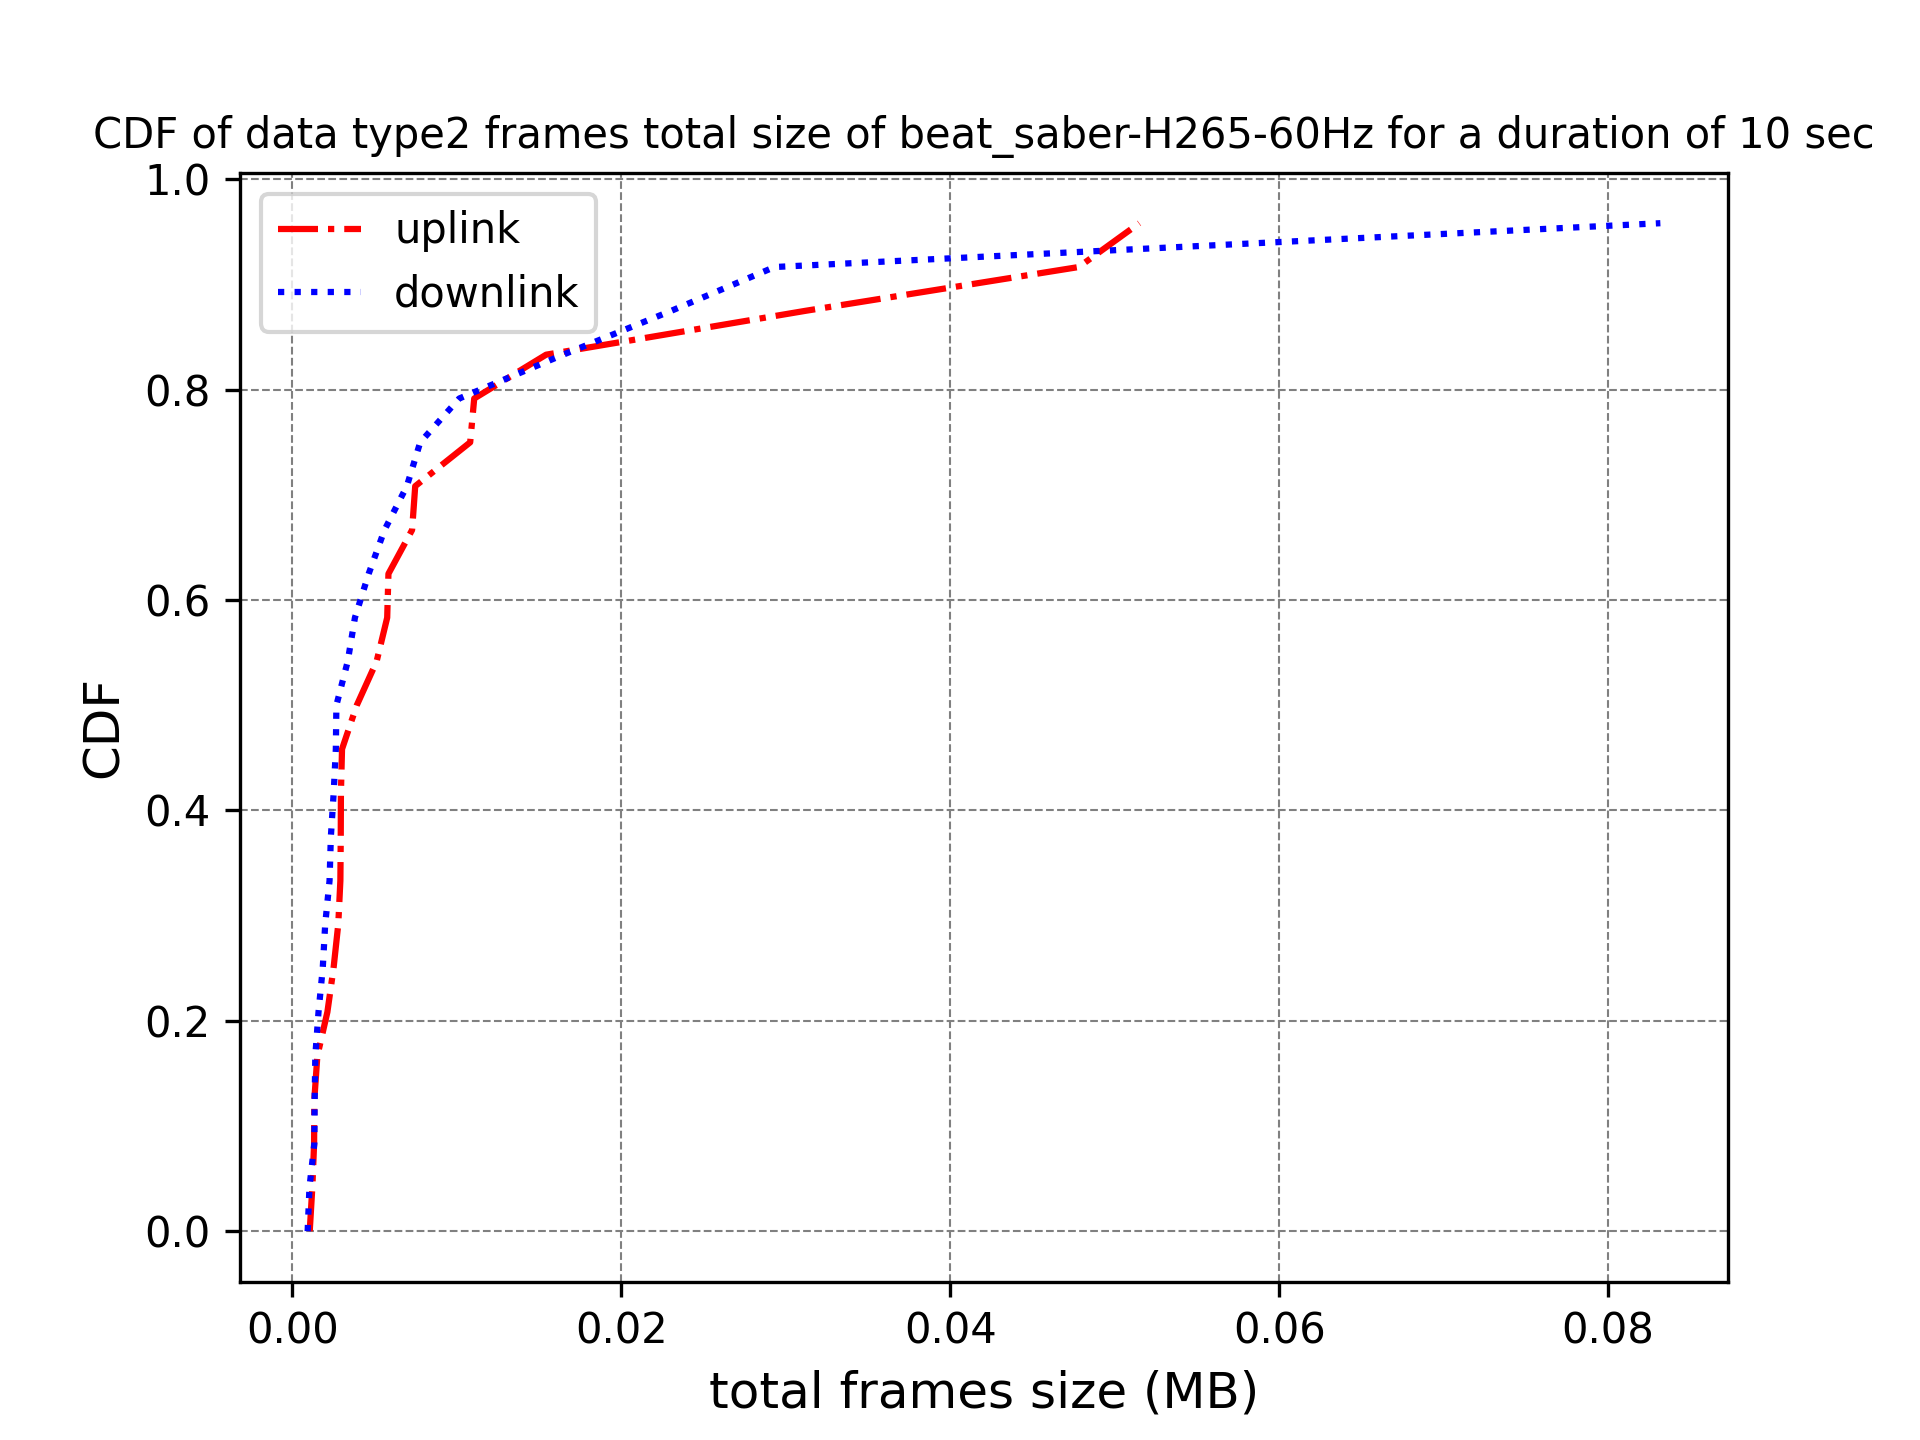 CDF of data type2 frames total size of beat_saber-H265-60Hz for a duration of 10 sec
uplink
downlink
1.0
0.8
0.6
0.4
0.2
0.0
CDF
0.00 0.02 0.04 0.06 0.08
total frames size (MB)